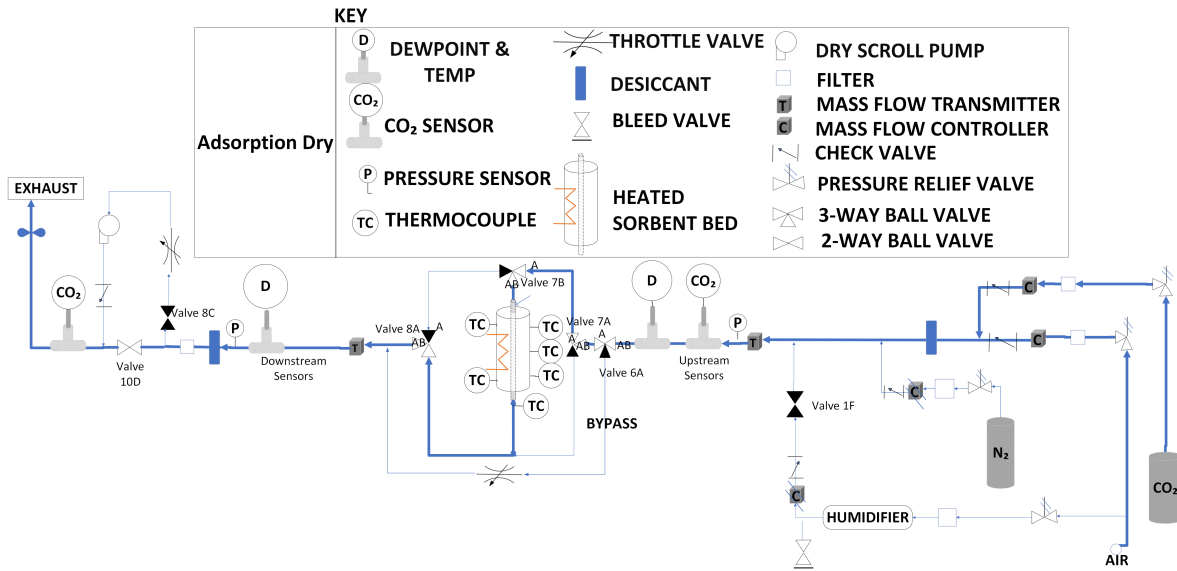 KEY
Adsorption Dry
D
DEWPOINT &
TEMP
CO₂
CO₂ SENSOR
P
PRESSURE SENSOR
TC
THERMOCOUPLE
THROTTLE VALVE
DESICCANT
BLEED VALVE
HEATED
SORBENT BED
DRY SCROLL PUMP
FILTER
T
MASS FLOW TRANSMITTER
C
MASS FLOW CONTROLLER
CHECK VALVE
PRESSURE RELIEF VALVE
3-WAY BALL VALVE
2-WAY BALL VALVE
EXHAUST
CO₂
Valve
10D
Valve 8C
P
D
Downstream
Sensors
T
Valve 8A
A
AB
A
AB
Valve 7B
TC
TC
TC
TC
TC
TC
Valve 7A
A
AB
A
AB
Valve 6A
BYPASS
D
CO₂
Upstream
Sensors
P
T
C
C
C
N₂
CO₂
Valve 1F
C
HUMIDIFIER
AIR